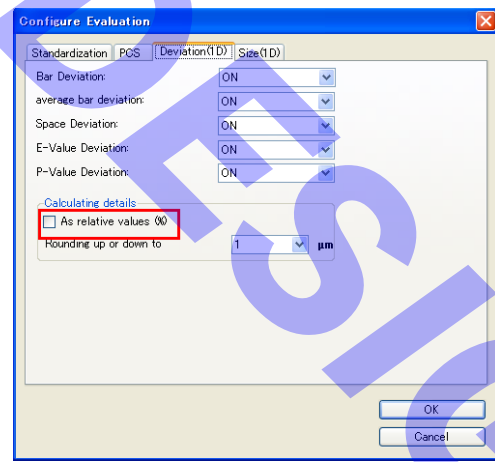 Configure Evaluation
Standardization PCS Deviation(1D) Size(1D)
Bar Deviation: ON
average bar deviation: ON
Space Deviation: ON
E-Value Deviation: ON
P-Value Deviation: ON
Calculating details
As relative values (%)
Rounding up or down to 1 μm
OK
Cancel